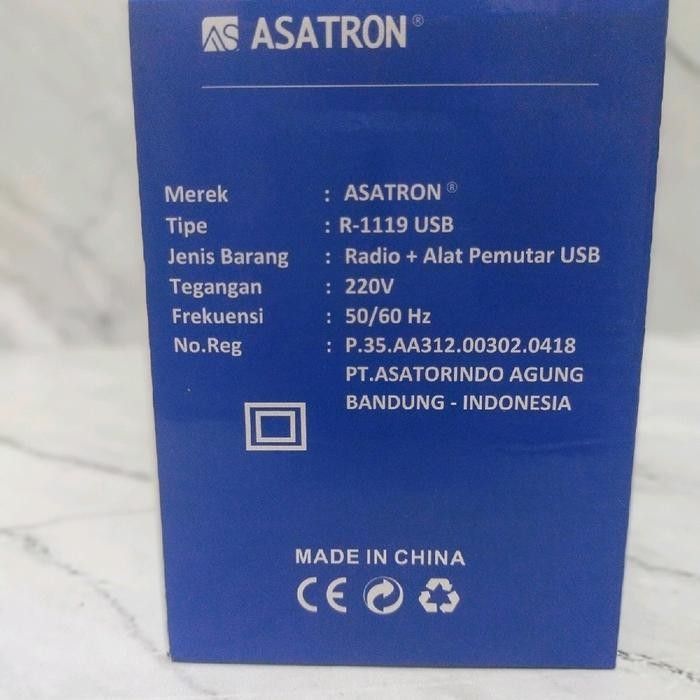 AS ASATRON®
Merek : ASATRON®
Tipe : R-1119 USB
Jenis Barang : Radio + Alat Pemutar USB
Tegangan : 220V
Frekuensi : 50/60 Hz
No.Reg : P.35.AA312.00302.0418
PT.ASATORINDO AGUNG
BANDUNG - INDONESIA
MADE IN CHINA
CE